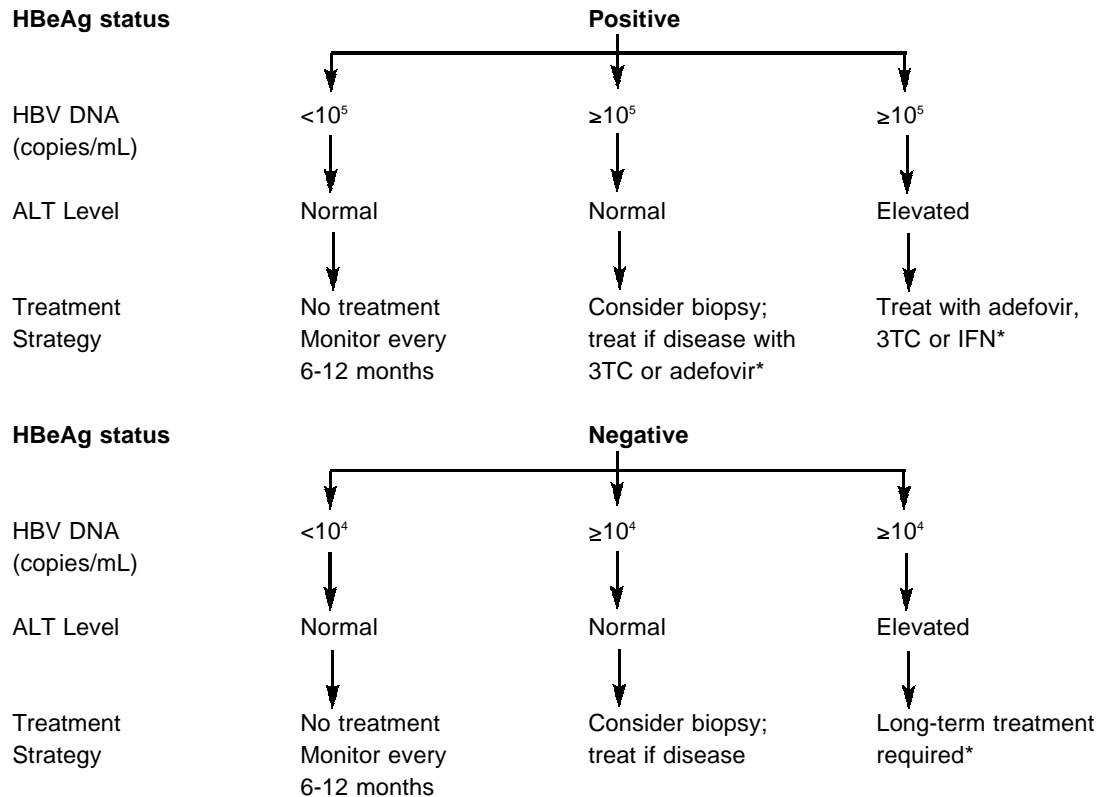 HBeAg status Positive
HBV DNA <10⁵ ≥10⁵ ≥10⁵
(copies/mL)
ALT Level Normal Normal Elevated
Treatment No treatment Consider biopsy; Treat with adefovir,
Strategy Monitor every treat if disease with 3TC or IFN*
6-12 months 3TC or adefovir*
HBeAg status Negative
HBV DNA <10⁴ ≥10⁴ ≥10⁴
(copies/mL)
ALT Level Normal Normal Elevated
Treatment No treatment Consider biopsy; Long-term treatment
Strategy Monitor every treat if disease required*
6-12 months